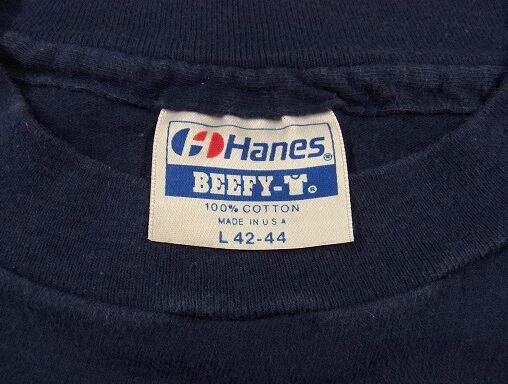 Hanes®
BEEFY-T®
100% COTTON
MADE IN U S A
L 42-44